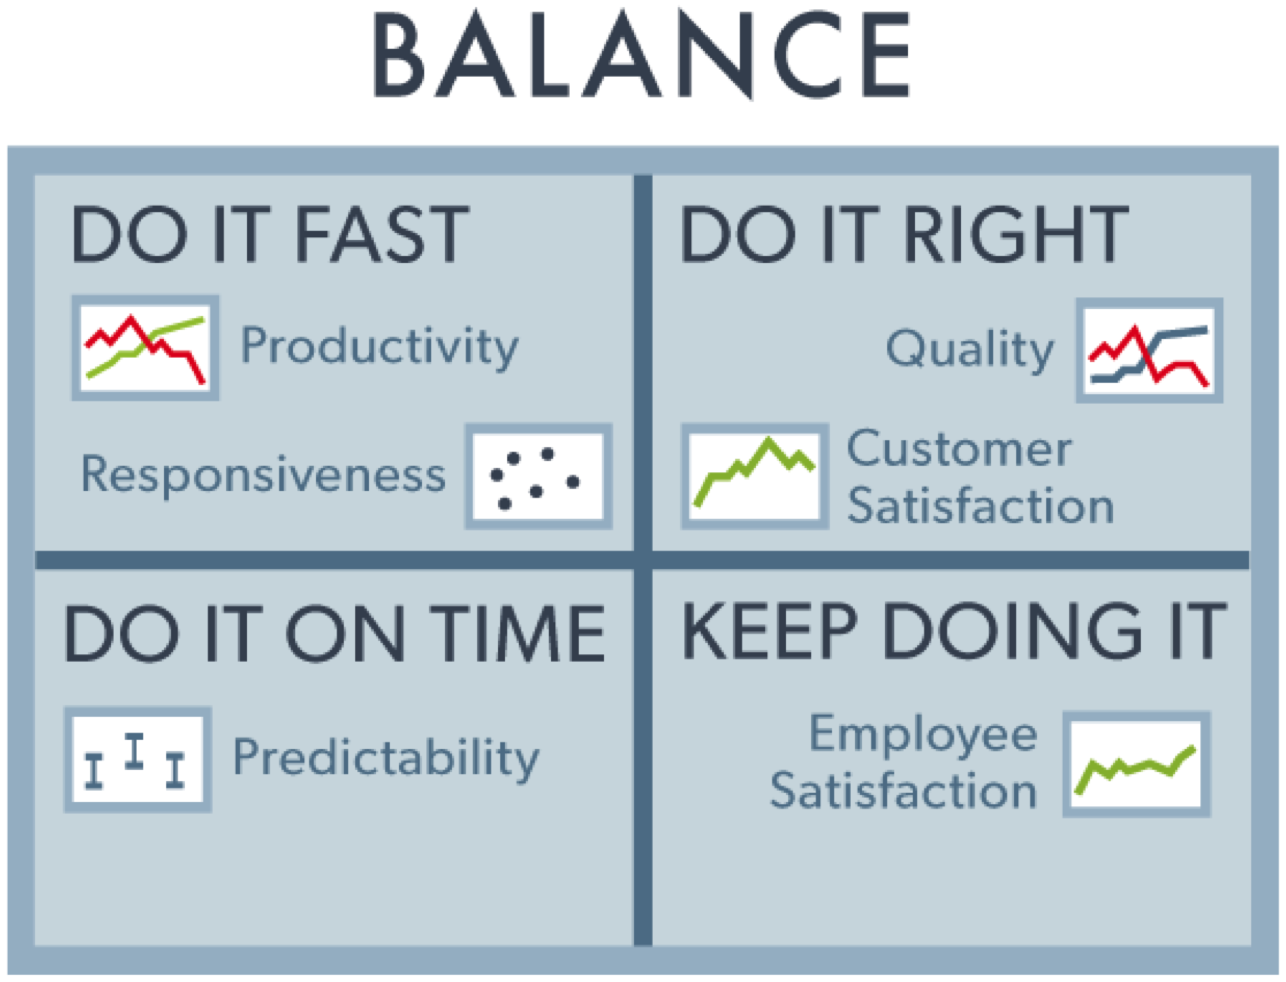 BALANCE
DO IT FAST
Productivity
Responsiveness
DO IT RIGHT
Quality
Customer
Satisfaction
DO IT ON TIME
Predictability
KEEP DOING IT
Employee
Satisfaction